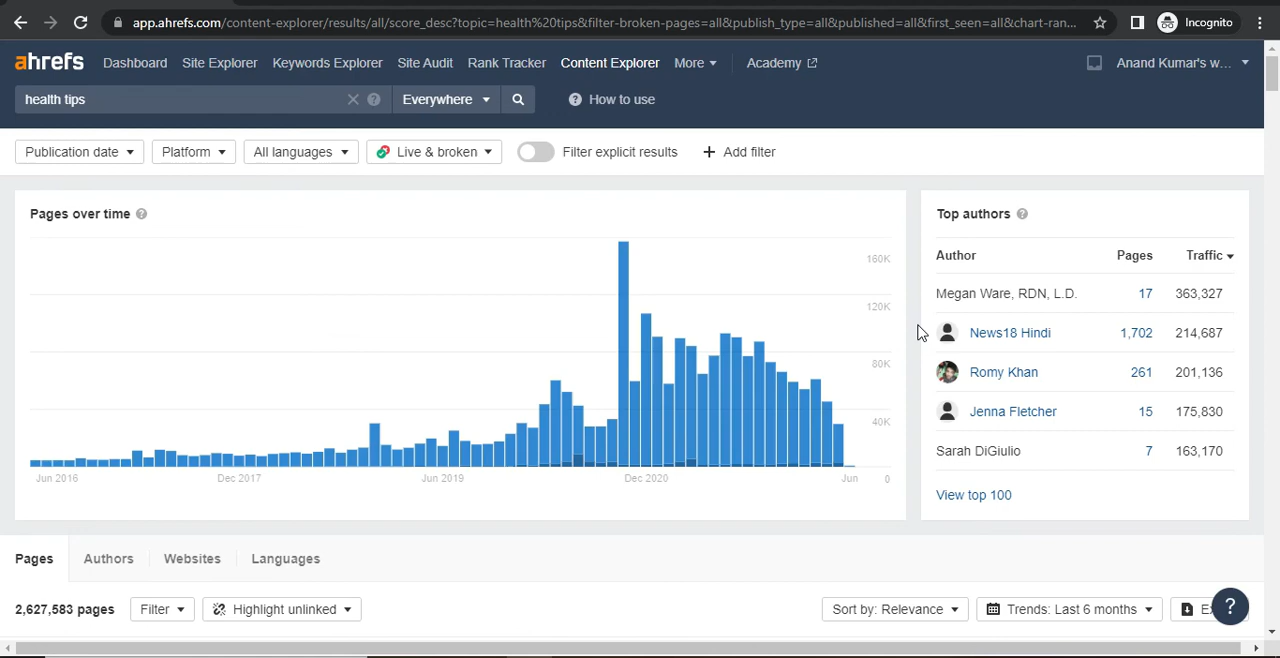 app.ahrefs.com/content-explorer/results/all/score_desc?topic=health%20tips&filter-broken-pages=all&publish_type=all&published=all&first_seen=all&chart-ran... Incognito
ahrefs Dashboard Site Explorer Keywords Explorer Site Audit Rank Tracker Content Explorer More Academy Anand Kumar's w...
health tips Everywhere How to use
Publication date Platform All languages Live & broken Filter explicit results + Add filter
Pages over time
160K
120K
80K
40K
0
Jun 2016 Dec 2017 Jun 2019 Dec 2020 Jun
Top authors
Author Pages Traffic
Megan Ware, RDN, L.D. 17 363,327
News18 Hindi 1,702 214,687
Romy Khan 261 201,136
Jenna Fletcher 15 175,830
Sarah DiGiulio 7 163,170
View top 100
Pages Authors Websites Languages
2,627,583 pages Filter Highlight unlinked Sort by: Relevance Trends: Last 6 months